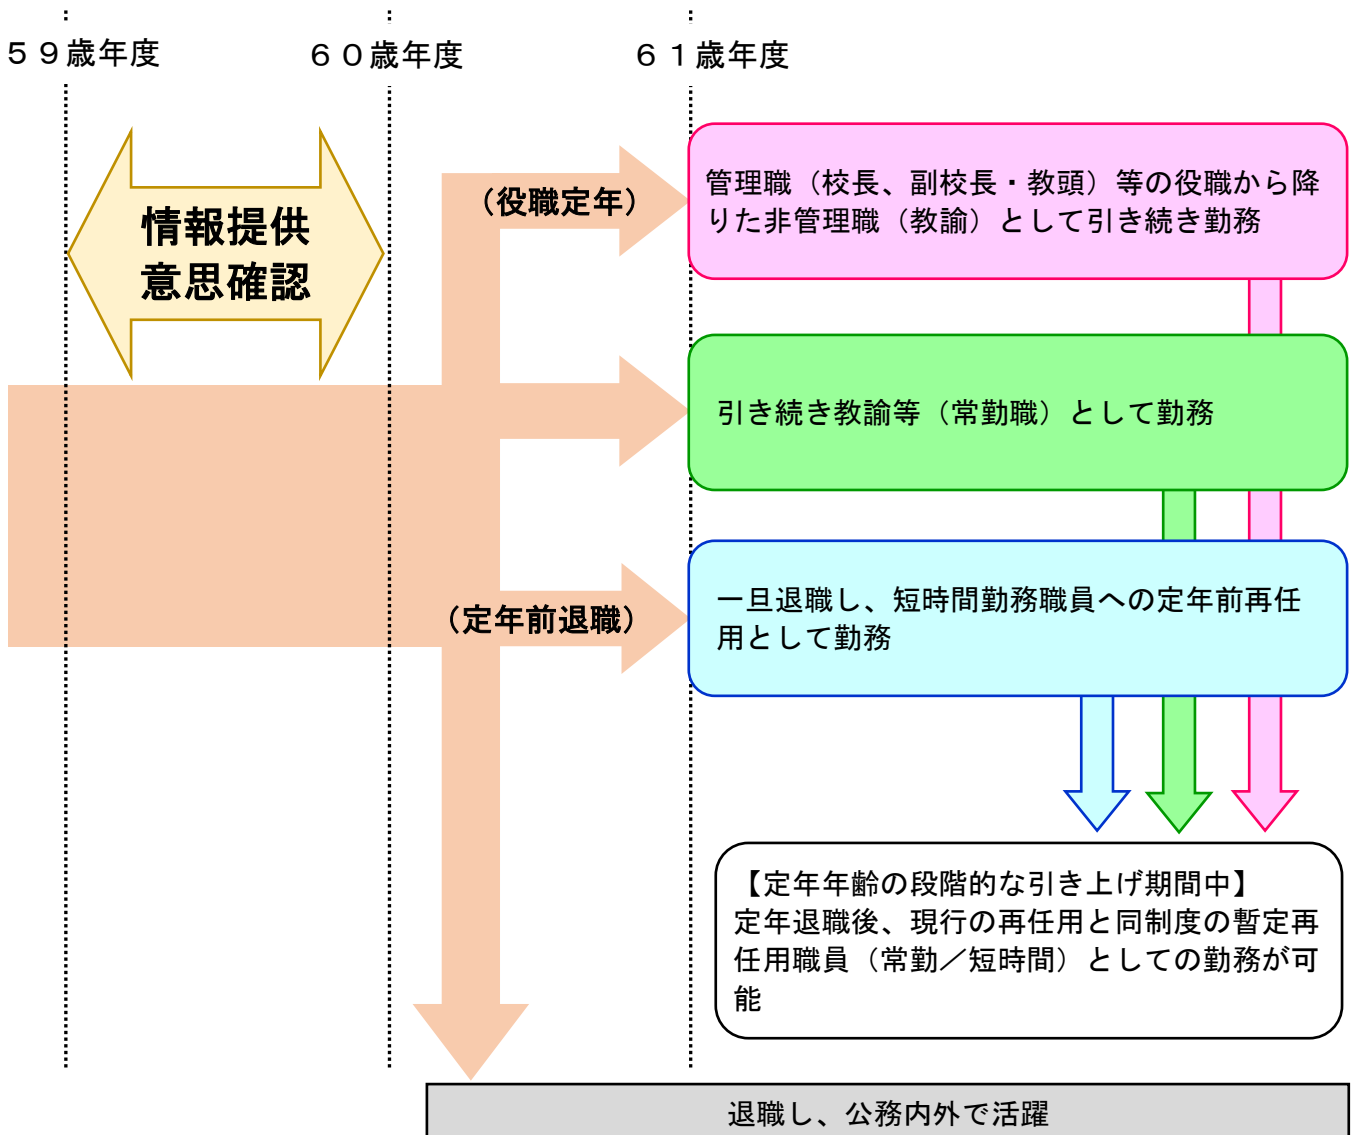 ５９歳年度
６０歳年度
６１歳年度
情報提供
意思確認
（役職定年）
管理職（校長、副校長・教頭）等の役職から降
りた非管理職（教諭）として引き続き勤務
引き続き教諭等（常勤職）として勤務
（定年前退職）
一旦退職し、短時間勤務職員への定年前再任
用として勤務
【定年年齢の段階的な引き上げ期間中】
定年退職後、現行の再任用と同制度の暫定再
任用職員（常勤／短時間）としての勤務が可
能
退職し、公務内外で活躍